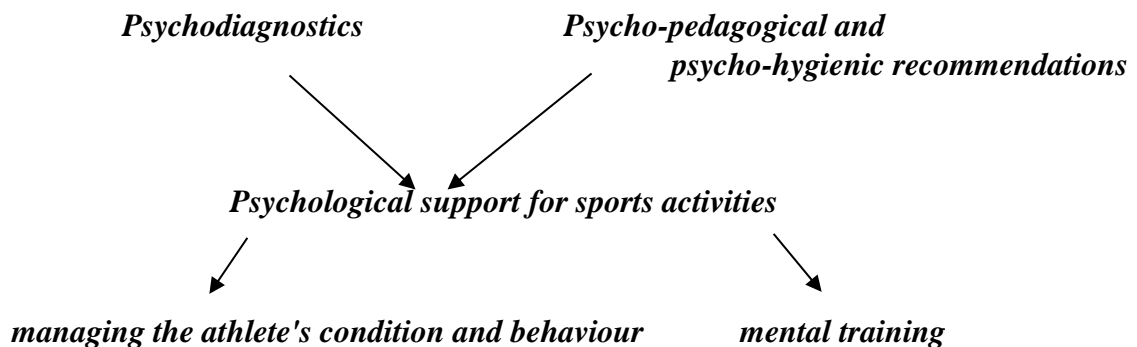 Psychodiagnostics
Psycho-pedagogical and
psycho-hygienic recommendations
Psychological support for sports activities
managing the athlete's condition and behaviour
mental training